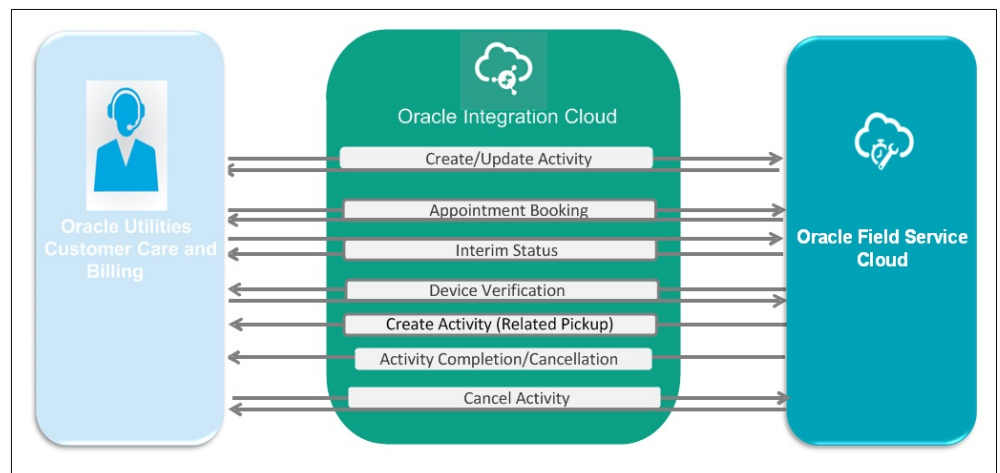 Oracle Integration Cloud
Create/Update Activity
Appointment Booking
Interim Status
Device Verification
Create Activity (Related Pickup)
Activity Completion/Cancellation
Cancel Activity
Oracle Utilities
Customer Care and
Billing
Oracle Field Service
Cloud